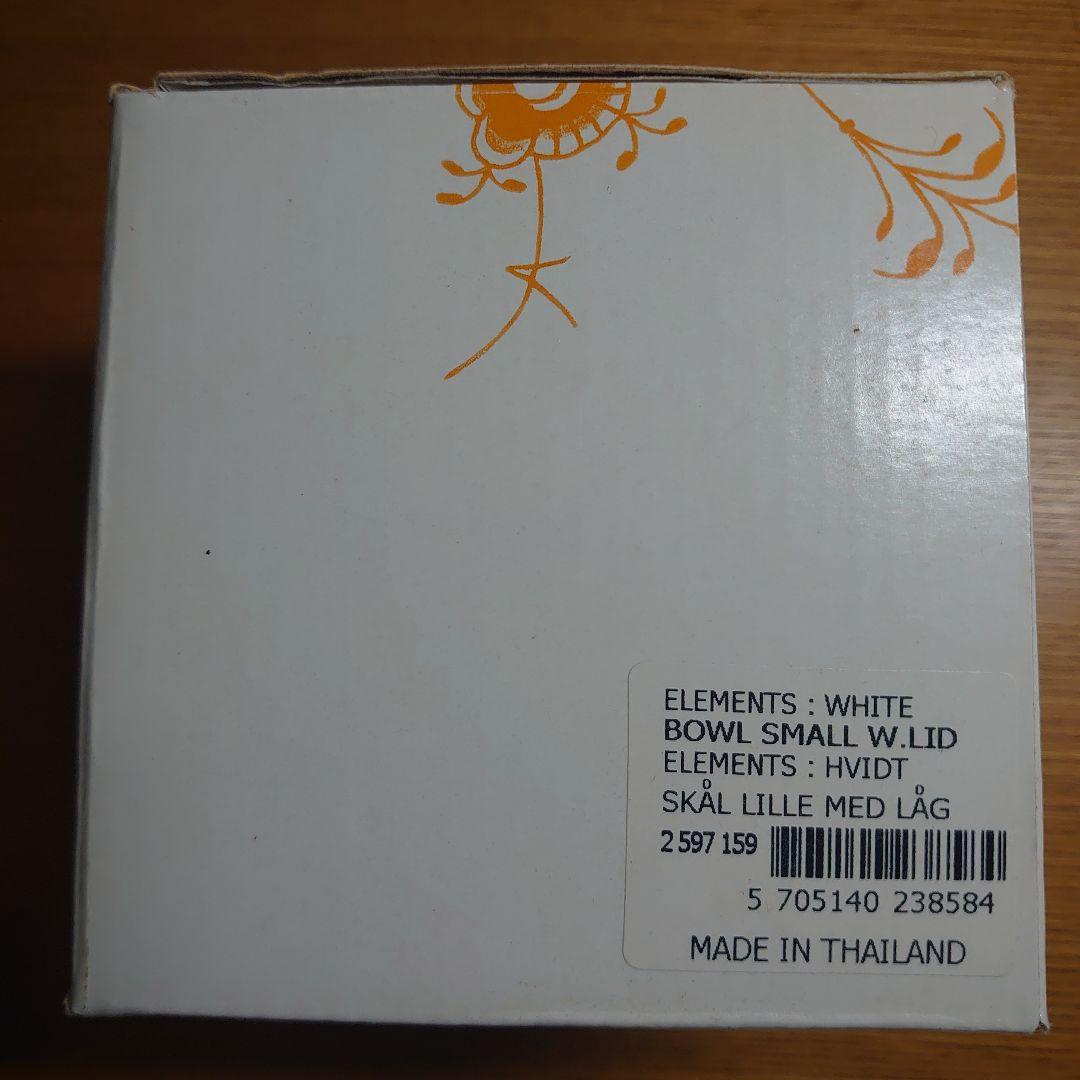 ELEMENTS : WHITE
BOWL SMALL W.LID
ELEMENTS : HVIDT
SKÅL LILLE MED LÅG
2 597 159
5 705140 238584
MADE IN THAILAND